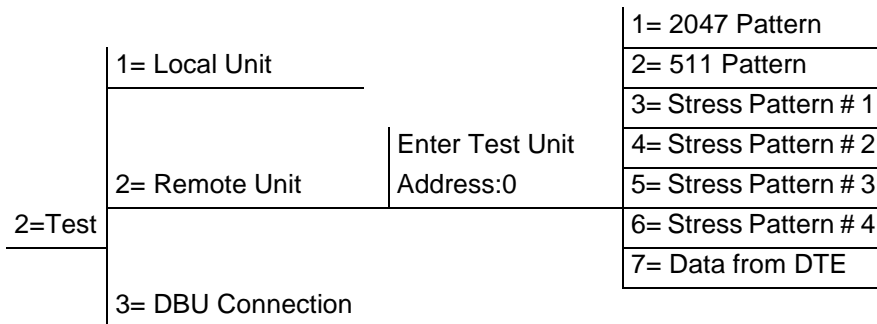 2=Test
1= Local Unit
2= Remote Unit
3= DBU Connection
Enter Test Unit
Address:0
1= 2047 Pattern
2= 511 Pattern
3= Stress Pattern # 1
4= Stress Pattern # 2
5= Stress Pattern # 3
6= Stress Pattern # 4
7= Data from DTE